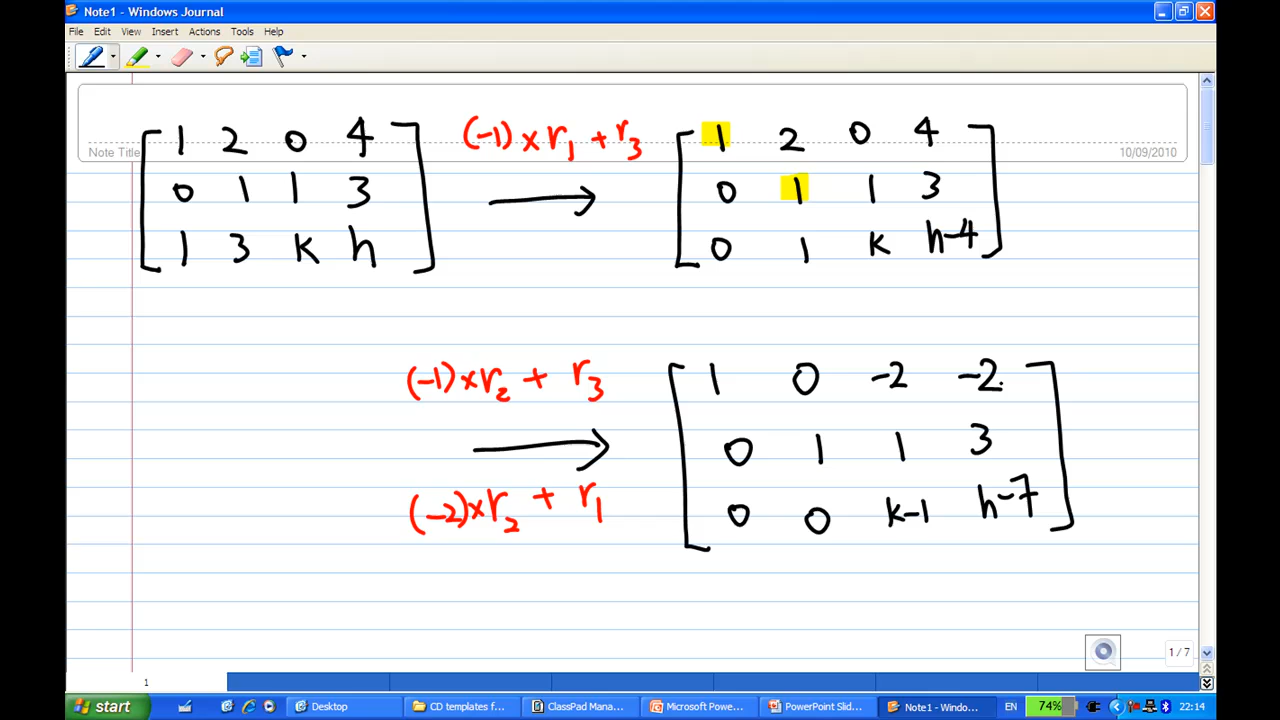 Note1 - Windows Journal
File Edit View Insert Actions Tools Help
Note Title
10/09/2010
1 2 0 4
0 1 1 3
1 3 k h
(-1)×r₁ + r₃
1 2 0 4
0 1 1 3
0 1 k h-4
(-1)×r₂ + r₃
(-2)×r₂ + r₁
1 0 -2 -2
0 1 1 3
0 0 k-1 h-7
1 / 7
1
start Desktop CD templates f... ClassPad Mana... Microsoft Powe... PowerPoint Slid... Note1 - Windo... EN 74% 22:14